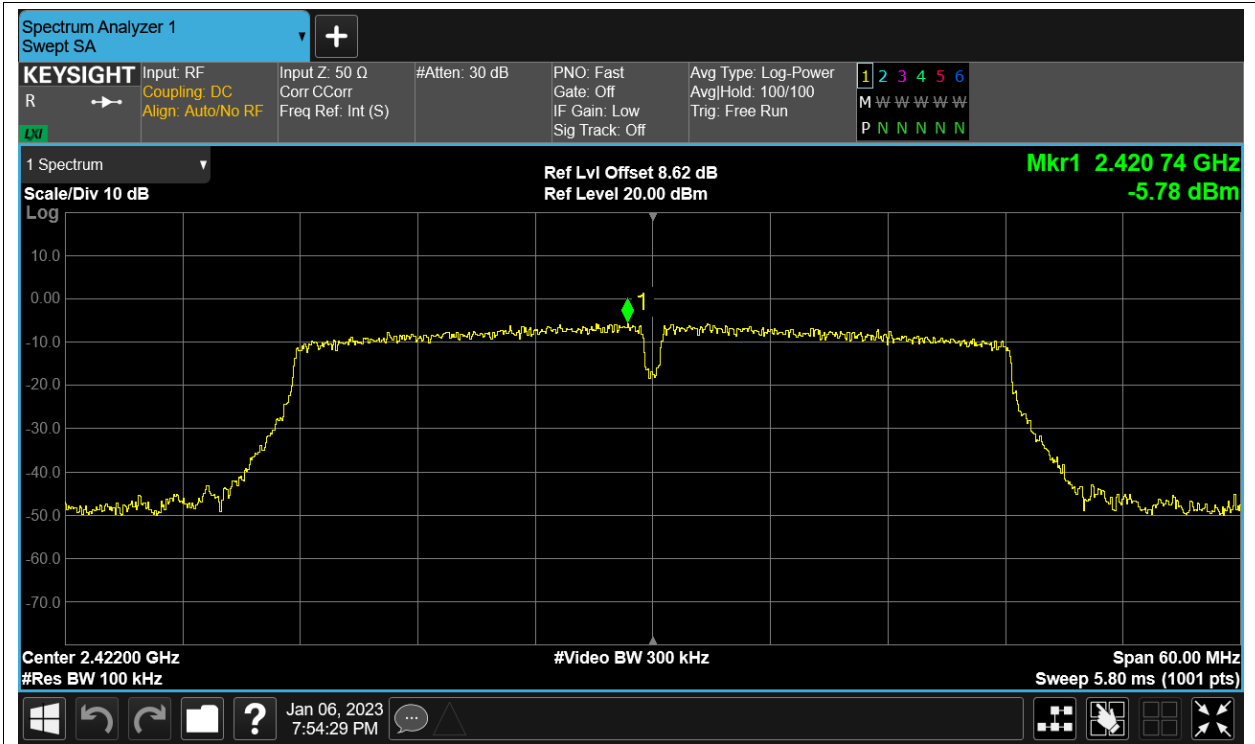 Spectrum Analyzer 1
Swept SA
KEYSIGHT
R
LXI
Input: RF
Coupling: DC
Align: Auto/No RF
Input Z: 50 Ω
Corr CCorr
Freq Ref: Int (S)
#Atten: 30 dB
PNO: Fast
Gate: Off
IF Gain: Low
Sig Track: Off
Avg Type: Log-Power
Avg|Hold: 100/100
Trig: Free Run
1 2 3 4 5 6
M W W W W W W
P N N N N N N
1 Spectrum
Scale/Div 10 dB
Log
Ref Lvl Offset 8.62 dB
Ref Level 20.00 dBm
Mkr1 2.420 74 GHz
-5.78 dBm
10.0
0.00
-10.0
-20.0
-30.0
-40.0
-50.0
-60.0
-70.0
1
Center 2.42200 GHz
#Res BW 100 kHz
#Video BW 300 kHz
Span 60.00 MHz
Sweep 5.80 ms (1001 pts)
?
Jan 06, 2023
7:54:29 PM